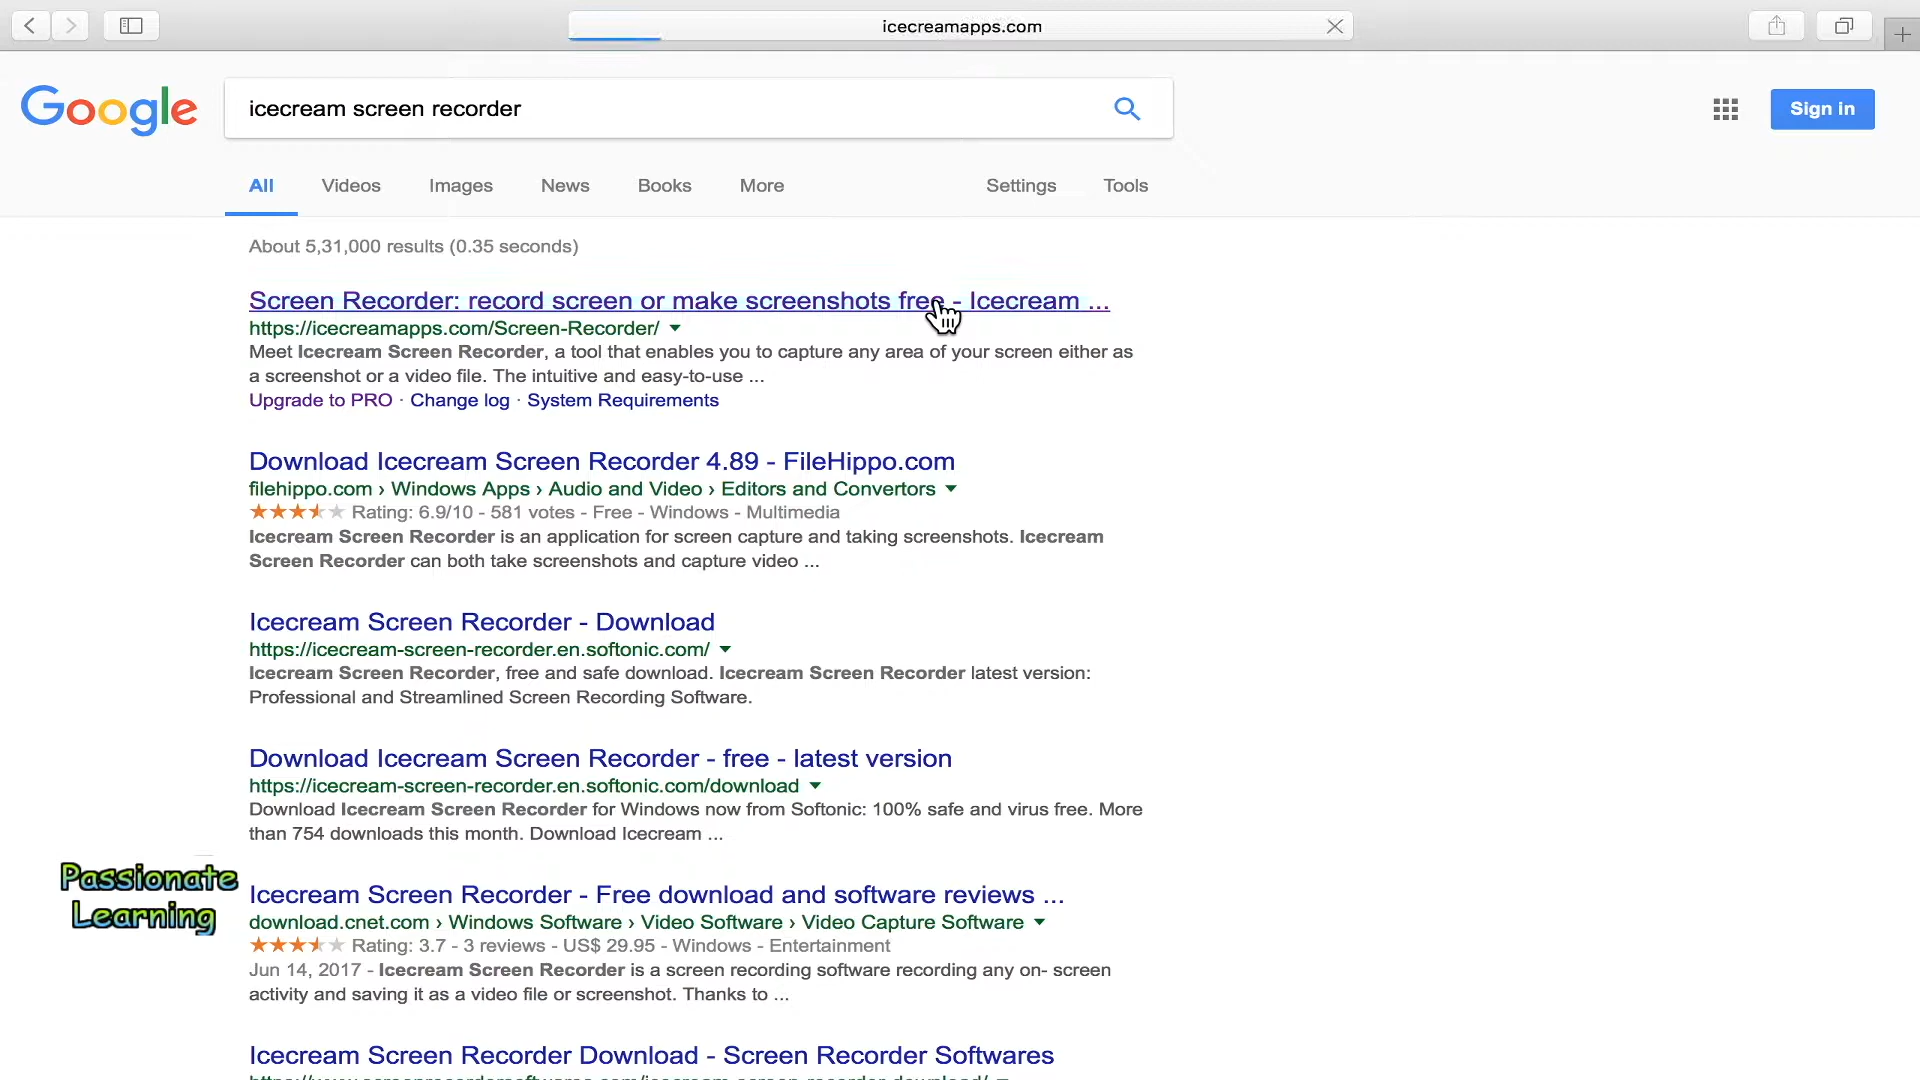 icecreamapps.com
Google
icecream screen recorder
Sign in
All Videos Images News Books More Settings Tools
About 5,31,000 results (0.35 seconds)
Screen Recorder: record screen or make screenshots free - Icecream ...
https://icecreamapps.com/Screen-Recorder/
Meet Icecream Screen Recorder, a tool that enables you to capture any area of your screen either as
a screenshot or a video file. The intuitive and easy-to-use ...
Upgrade to PRO · Change log · System Requirements
Download Icecream Screen Recorder 4.89 - FileHippo.com
filehippo.com › Windows Apps › Audio and Video › Editors and Convertors
Rating: 6.9/10 - 581 votes - Free - Windows - Multimedia
Icecream Screen Recorder is an application for screen capture and taking screenshots. Icecream
Screen Recorder can both take screenshots and capture video ...
Icecream Screen Recorder - Download
https://icecream-screen-recorder.en.softonic.com/
Icecream Screen Recorder, free and safe download. Icecream Screen Recorder latest version:
Professional and Streamlined Screen Recording Software.
Download Icecream Screen Recorder - free - latest version
https://icecream-screen-recorder.en.softonic.com/download
Download Icecream Screen Recorder for Windows now from Softonic: 100% safe and virus free. More
than 754 downloads this month. Download Icecream ...
Passionate
Learning
Icecream Screen Recorder - Free download and software reviews ...
download.cnet.com › Windows Software › Video Software › Video Capture Software
Rating: 3.7 - 3 reviews - US$ 29.95 - Windows - Entertainment
Jun 14, 2017 - Icecream Screen Recorder is a screen recording software recording any on- screen
activity and saving it as a video file or screenshot. Thanks to ...
Icecream Screen Recorder Download - Screen Recorder Softwares